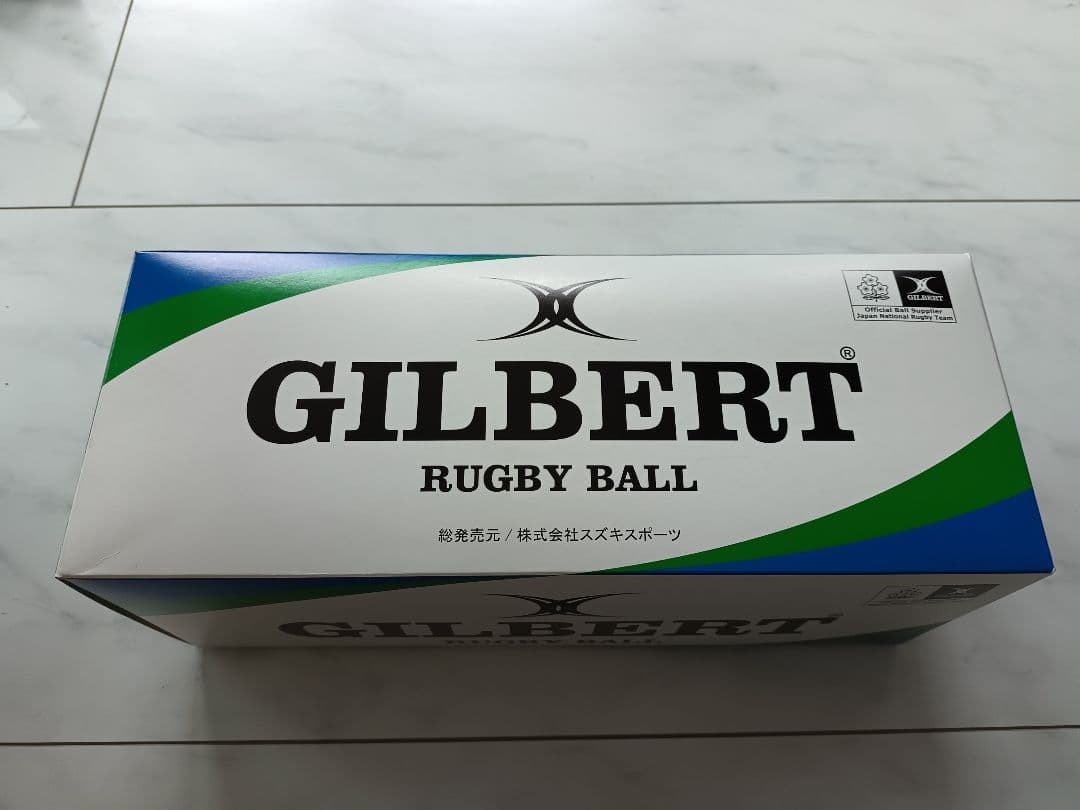 GILBERT
Official Ball Supplier
Japan National Rugby Team
GILBERT®
RUGBY BALL
総発売元/株式会社スズキスポーツ
GILBERT
RUGBY BALL